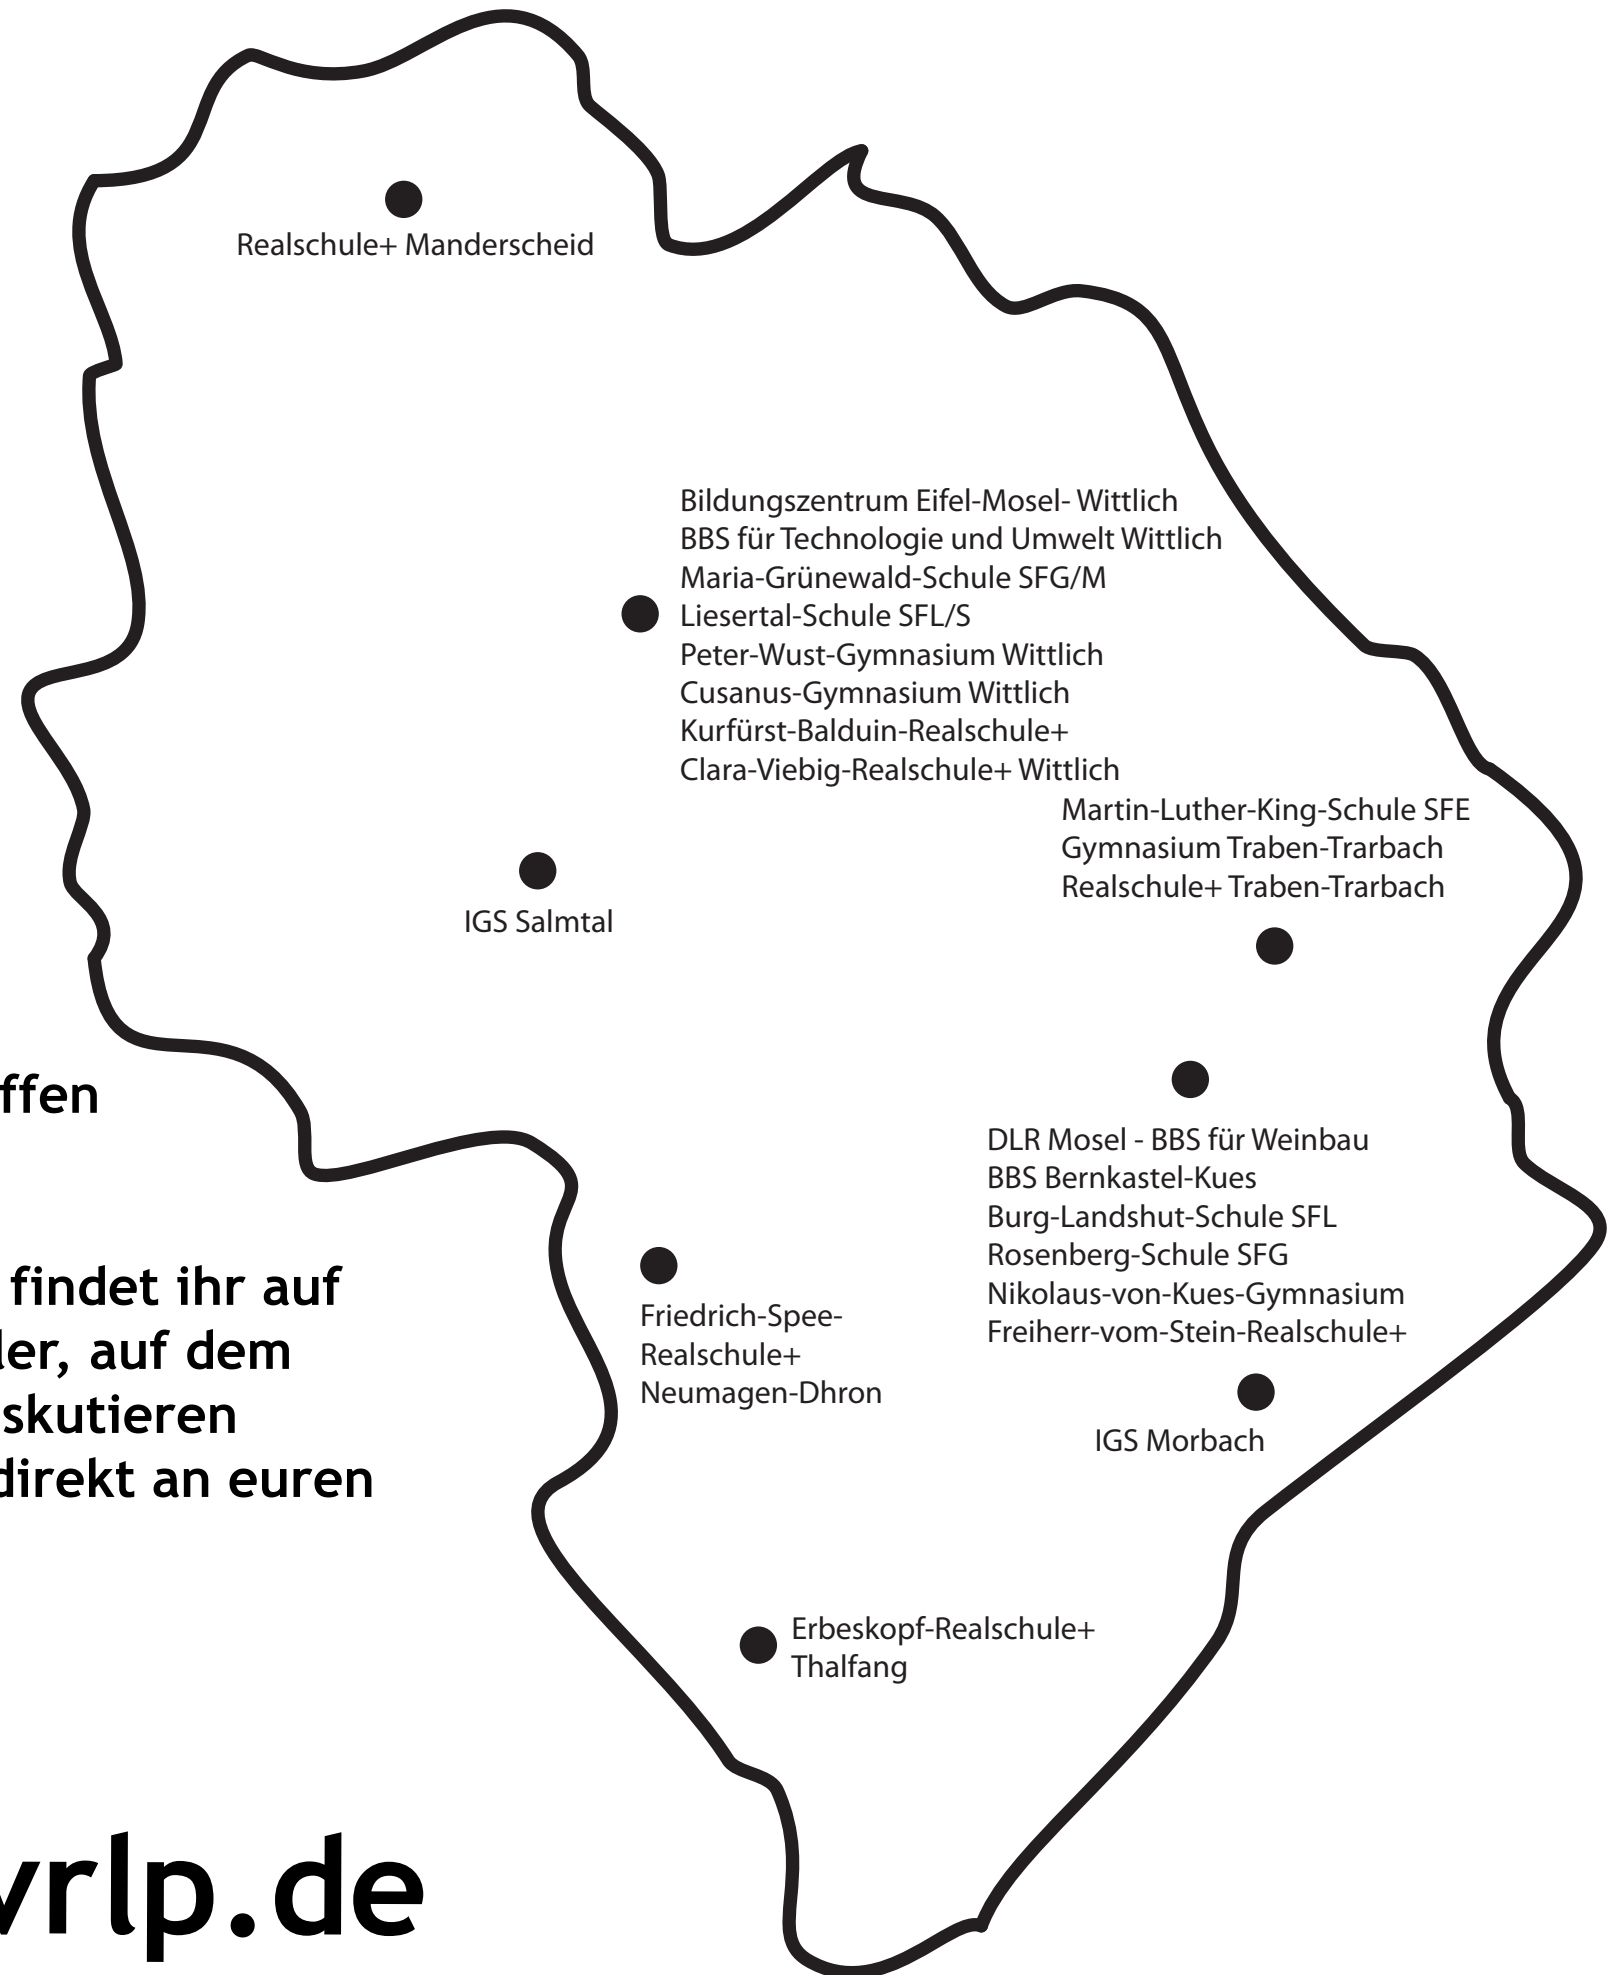 Realschule+ Manderscheid
Bildungszentrum Eifel-Mosel- Wittlich
BBS für Technologie und Umwelt Wittlich
Maria-Grünewald-Schule SFG/M
Liesertal-Schule SFL/S
Peter-Wust-Gymnasium Wittlich
Cusanus-Gymnasium Wittlich
Kurfürst-Balduin-Realschule+
Clara-Viebig-Realschule+ Wittlich
Martin-Luther-King-Schule SFE
Gymnasium Traben-Trarbach
Realschule+ Traben-Trarbach
IGS Salmtal
DLR Mosel - BBS für Weinbau
BBS Bernkastel-Kues
Burg-Landshut-Schule SFL
Rosenberg-Schule SFG
Nikolaus-von-Kues-Gymnasium
Freiherr-vom-Stein-Realschule+
Friedrich-Spee-
Realschule+
Neumagen-Dhron
IGS Morbach
Erbeskopf-Realschule+
Thalfang
ffen
findet ihr auf
er, auf dem
skutieren
direkt an euren
vrlp.de